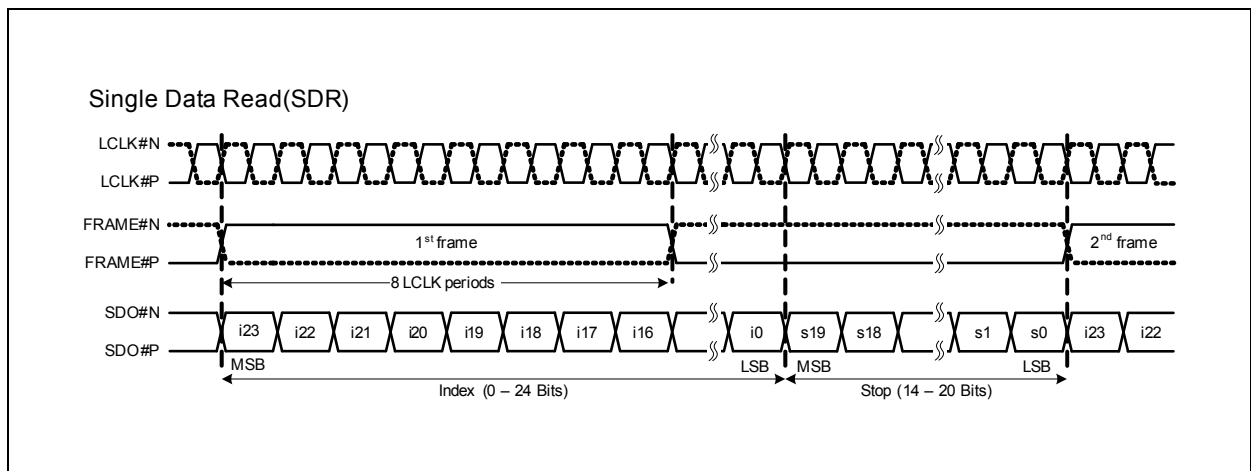 Single Data Read(SDR)
LCLK#N
LCLK#P
FRAME#N
1st frame
2nd frame
FRAME#P
8 LCLK periods
SDO#N
i23 i22 i21 i20 i19 i18 i17 i16 i0 s19 s18 s1 s0 i23 i22
SDO#P
MSB LSB MSB LSB
Index (0 – 24 Bits) Stop (14 – 20 Bits)